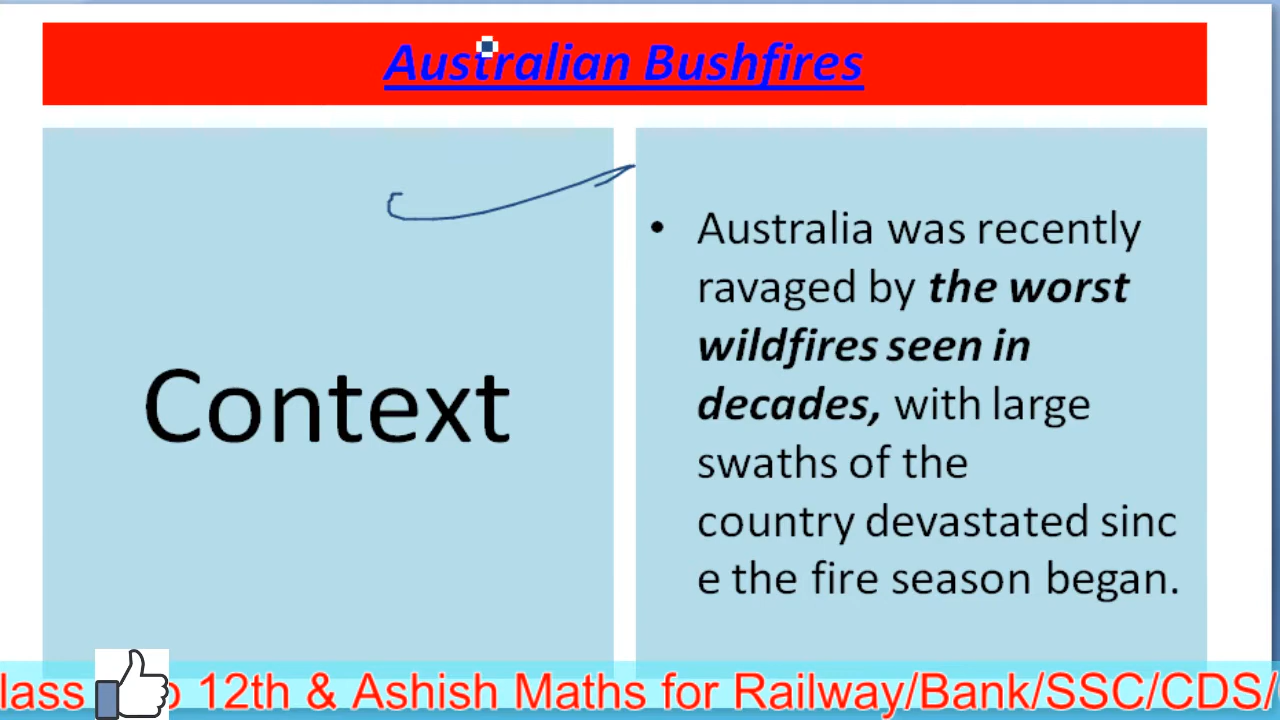 Australian Bushfires
Context
• Australia was recently
ravaged by the worst
wildfires seen in
decades, with large
swaths of the
country devastated sinc
e the fire season began.
lass o 12th & Ashish Maths for Railway/Bank/SSC/CDS/